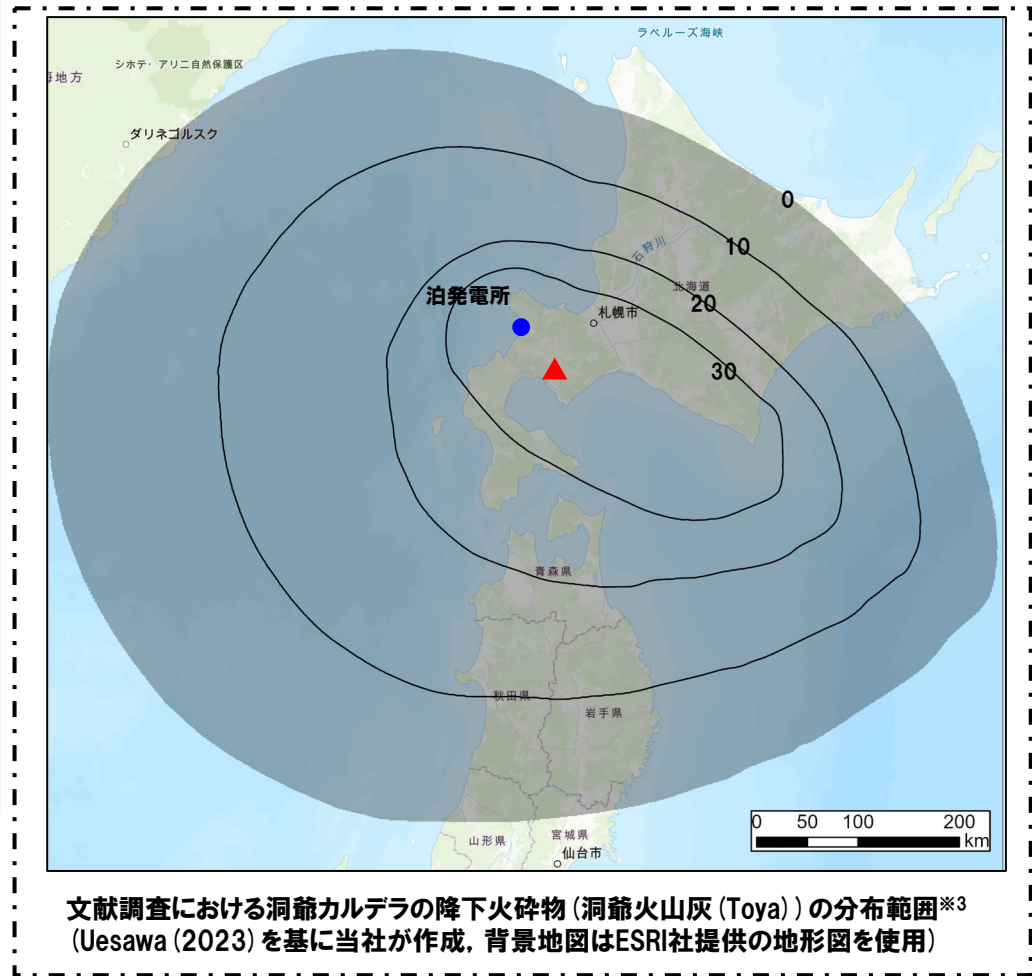 ラペルーズ海峡
シホテ・アリニ自然保護区
海地方
ダリネゴルスク
0
10
石狩川
北海道
20
泊発電所
札幌市
30
青森県
秋田県
岩手県
山形県
宮城県
仙台市
0 50 100 200
km
文献調査における洞爺カルデラの降下火砕物(洞爺火山灰(Toya))の分布範囲※3
(Uesawa(2023)を基に当社が作成, 背景地図はESRI社提供の地形図を使用)